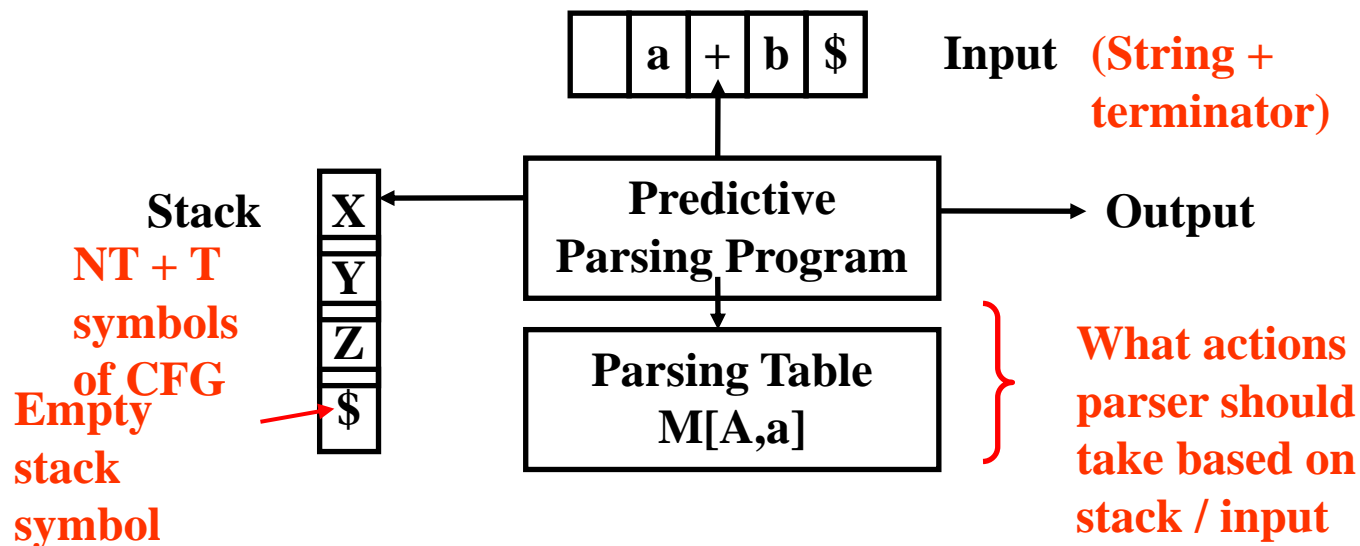 a + b $
Input (String +
terminator)
Stack
X
Y
Z
$
NT + T
symbols
of CFG
Empty
stack
symbol
Predictive
Parsing Program
Output
Parsing Table
M[A,a]
What actions
parser should
take based on
stack / input